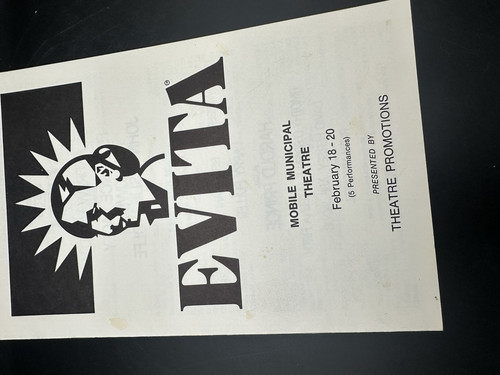 EVITA®
MOBILE MUNICIPAL
THEATRE
February 18 - 20
(5 Performances)
PRESENTED BY
THEATRE PROMOTIONS